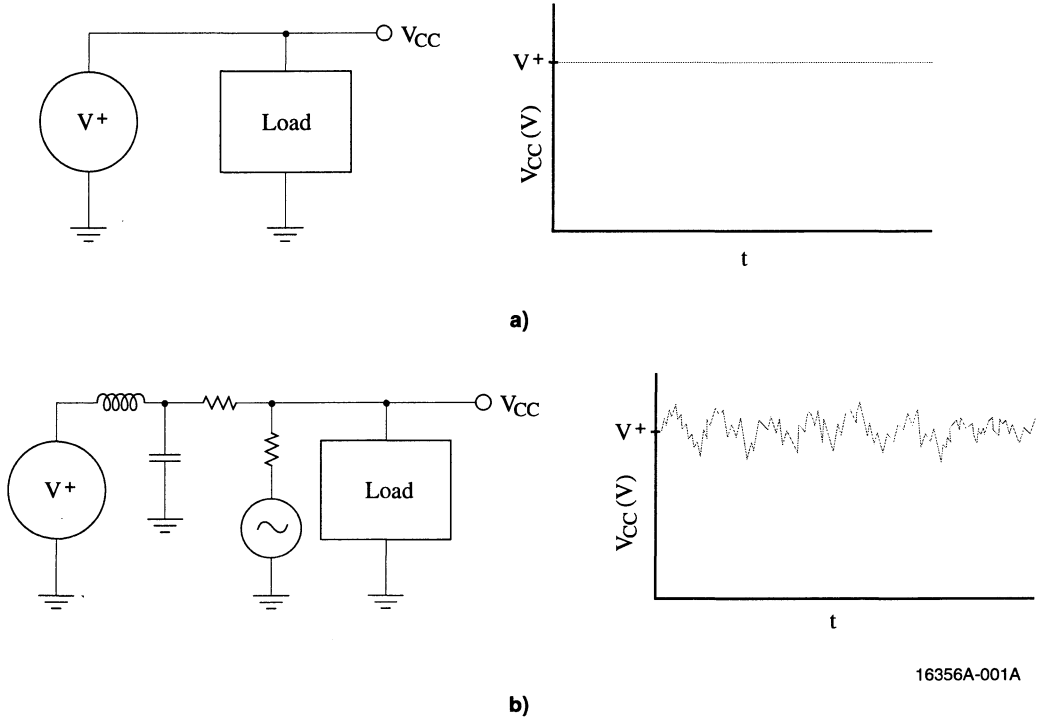 V+
Load
VCC
V+
VCC (V)
t
a)
V+
Load
VCC
V+
VCC (V)
t
16356A-001A
b)